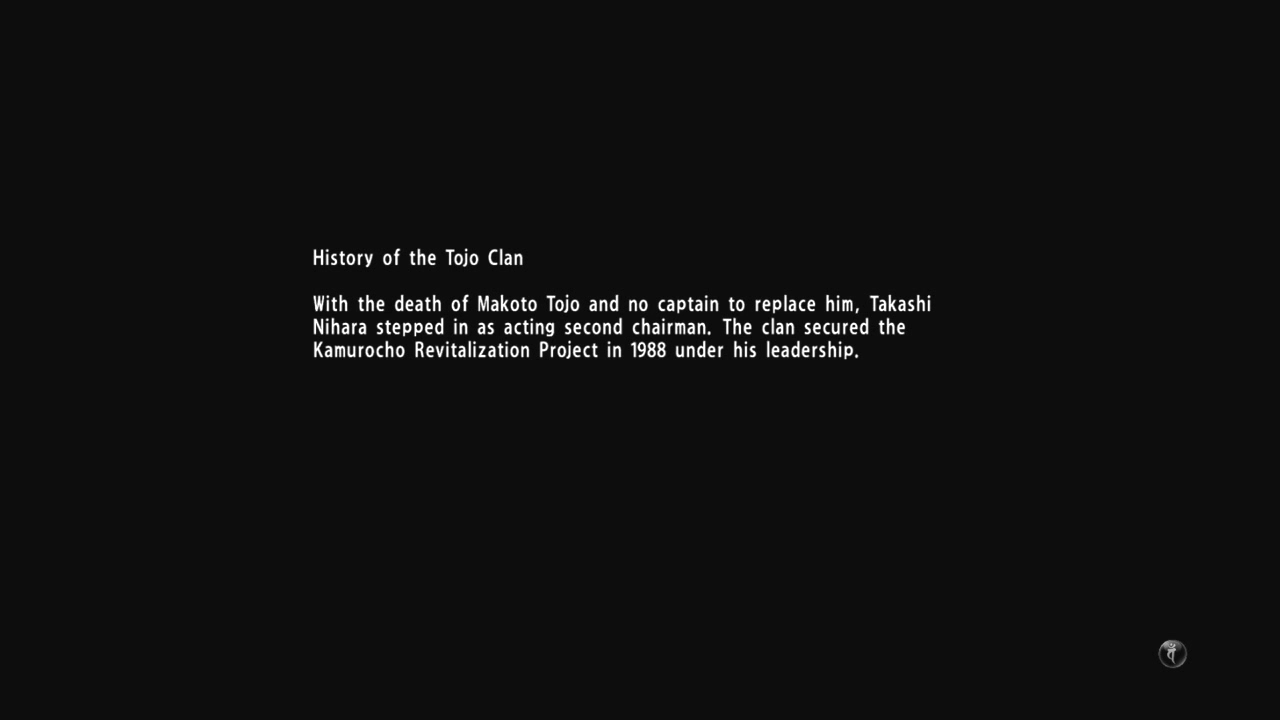 History of the Tojo Clan
With the death of Makoto Tojo and no captain to replace him, Takashi
Nihara stepped in as acting second chairman. The clan secured the
Kamurocho Revitalization Project in 1988 under his leadership.